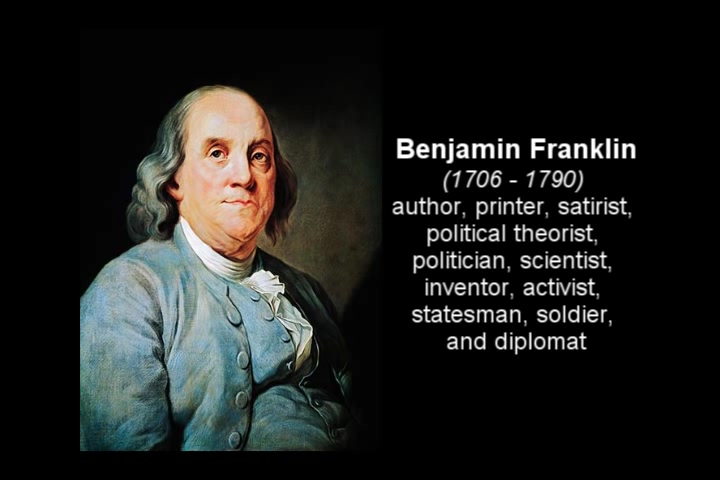 Benjamin Franklin
(1706 - 1790)
author, printer, satirist,
political theorist,
politician, scientist,
inventor, activist,
statesman, soldier,
and diplomat